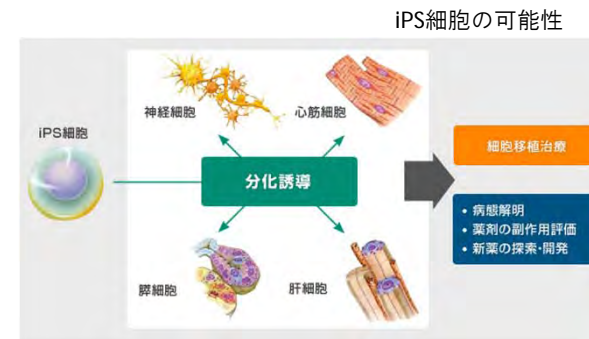 iPS細胞の可能性
神経細胞
心筋細胞
iPS細胞
分化誘導
膵細胞
肝細胞
細胞移植治療
• 病態解明
• 薬剤の副作用評価
• 新薬の探索・開発